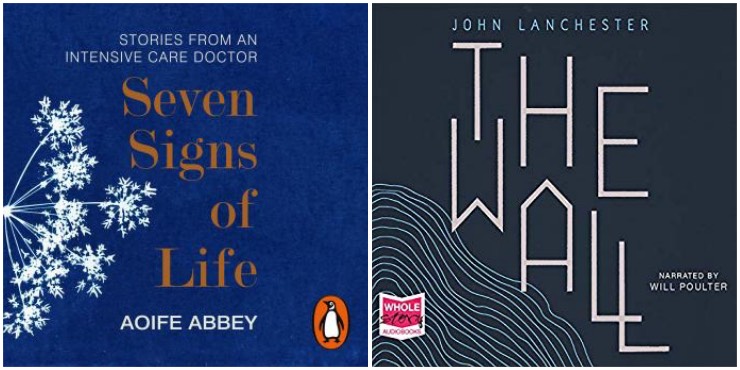 STORIES FROM AN
INTENSIVE CARE DOCTOR
Seven
Signs
of
Life
AOIFE ABBEY
JOHN LANCHESTER
THE
WALL
NARRATED BY
WILL POULTER
WHOLE
story
AUDIOBOOKS